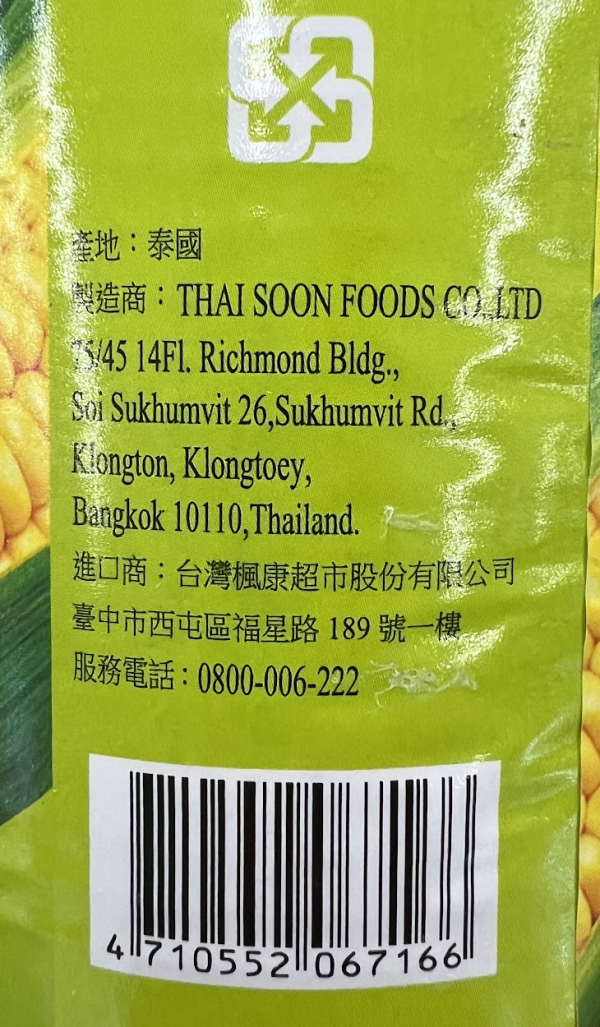 產地：泰國
製造商：THAI SOON FOODS CO.,LTD
75/45 14Fl. Richmond Bldg.,
Soi Sukhumvit 26,Sukhumvit Rd.,
Klongton, Klongtoey,
Bangkok 10110,Thailand.
進口商：台灣楓康超市股份有限公司
臺中市西屯區福星路 189 號一樓
服務電話：0800-006-222
4 710552 067166